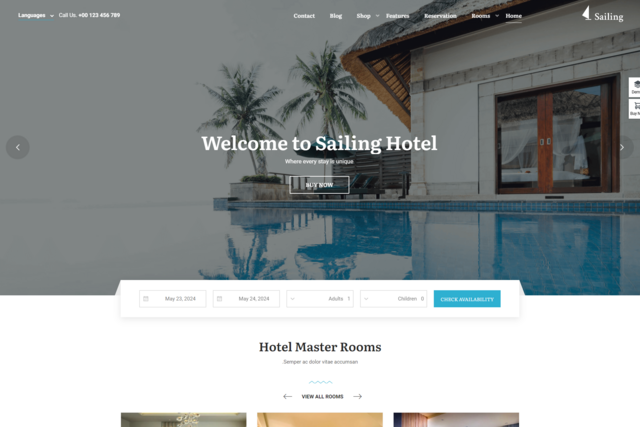 Languages
Call Us. +00 123 456 789
Contact
Blog
Shop
Features
Reservation
Rooms
Home
Sailing
Buy N
Welcome to Sailing Hotel
Where every stay is unique
BUY NOW
May 23, 2024
May 24, 2024
Adults 1
Children 0
CHECK AVAILABILITY
Hotel Master Rooms
Semper ac dolor vitae accumsan
VIEW ALL ROOMS